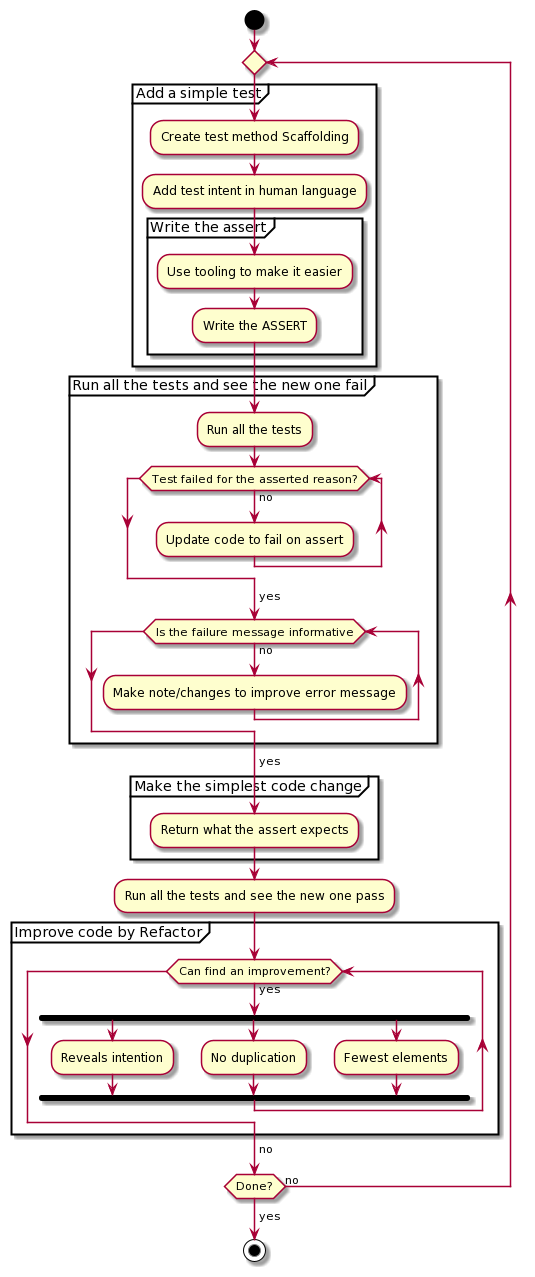 Add a simple test
Create test method Scaffolding
Add test intent in human language
Write the assert
Use tooling to make it easier
Write the ASSERT
Run all the tests and see the new one fail
Run all the tests
Test failed for the asserted reason?
no
Update code to fail on assert
yes
Is the failure message informative
no
Make note/changes to improve error message
yes
Make the simplest code change
Return what the assert expects
Run all the tests and see the new one pass
Improve code by Refactor
Can find an improvement?
yes
Reveals intention
No duplication
Fewest elements
no
Done?
no
yes